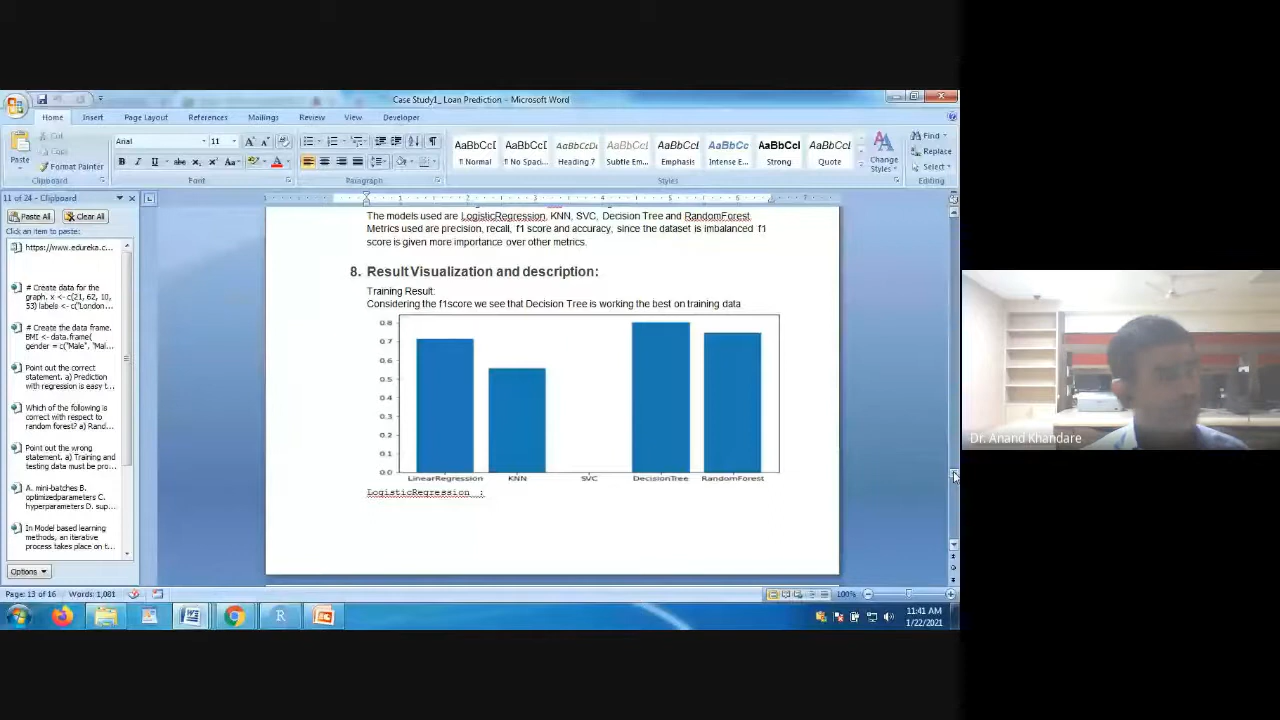 Case Study1_ Loan Prediction - Microsoft Word
Home Insert Page Layout References Mailings Review View Developer
Paste
Cut
Copy
Format Painter
Clipboard
Arial 11
Font
Paragraph
AaBbCcI AaBbCcI AaBbCcDc AaBbCcI AaBbCcI AaBbCcI AaBbCcI AaBbCcI
¶ Normal ¶ No Spaci... Heading 7 Subtle Em... Emphasis Intense E... Strong Quote
Change Styles
Styles
Find
Replace
Select
Editing
11 of 24 - Clipboard
Paste All Clear All
Click an item to paste:
https://www.edureka.c...
# Create data for the
graph. x <- c(21, 62, 10,
53) labels <- c("London...
# Create the data frame.
BMI <- data.frame(
gender = c("Male", "Mal...
Point out the correct
statement. a) Prediction
with regression is easy t...
Which of the following is
correct with respect to
random forest? a) Rand...
Point out the wrong
statement. a) Training and
testing data must be pro...
A. mini-batches B.
optimizedparameters C.
hyperparameters D. sup...
In Model based learning
methods, an iterative
process takes place on t...
Options
The models used are LogisticRegression, KNN, SVC, Decision Tree and RandomForest.
Metrics used are precision, recall, f1 score and accuracy, since the dataset is imbalanced f1
score is given more importance over other metrics.
8. Result Visualization and description:
Training Result:
Considering the f1score we see that Decision Tree is working the best on training data
0.8
0.7
0.6
0.5
0.4
0.3
0.2
0.1
0.0
LinearRegression KNN SVC DecisionTree RandomForest
LogisticRegression :
Dr. Anand Khandare
Page: 13 of 16 Words: 1,081 100%
11:41 AM
1/22/2021